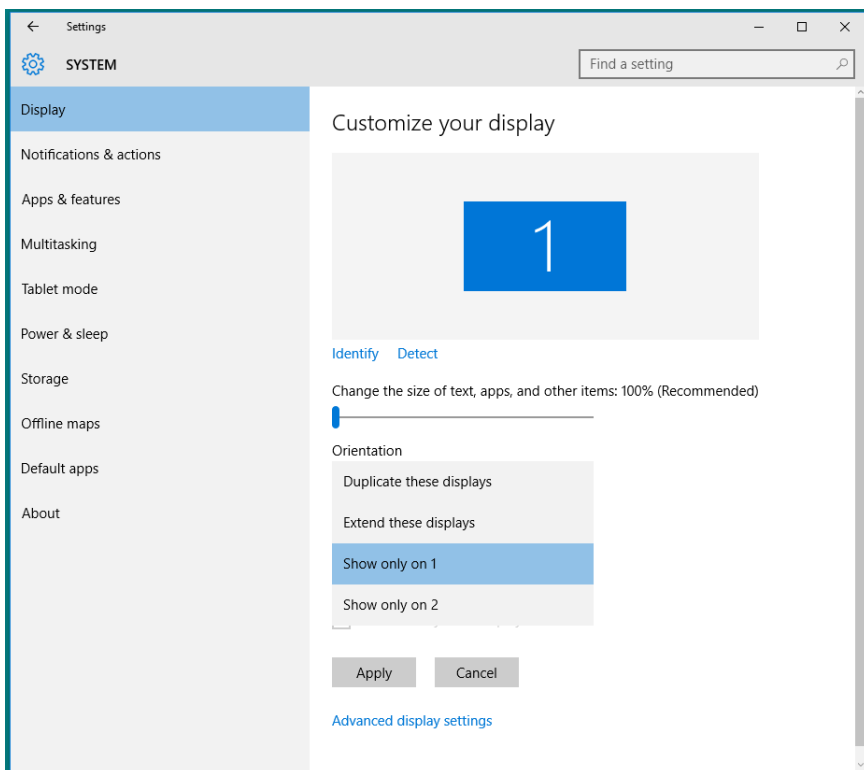 Settings
SYSTEM
Find a setting
Display
Notifications & actions
Apps & features
Multitasking
Tablet mode
Power & sleep
Storage
Offline maps
Default apps
About
Customize your display
1
Identify Detect
Change the size of text, apps, and other items: 100% (Recommended)
Orientation
Duplicate these displays
Extend these displays
Show only on 1
Show only on 2
Apply Cancel
Advanced display settings